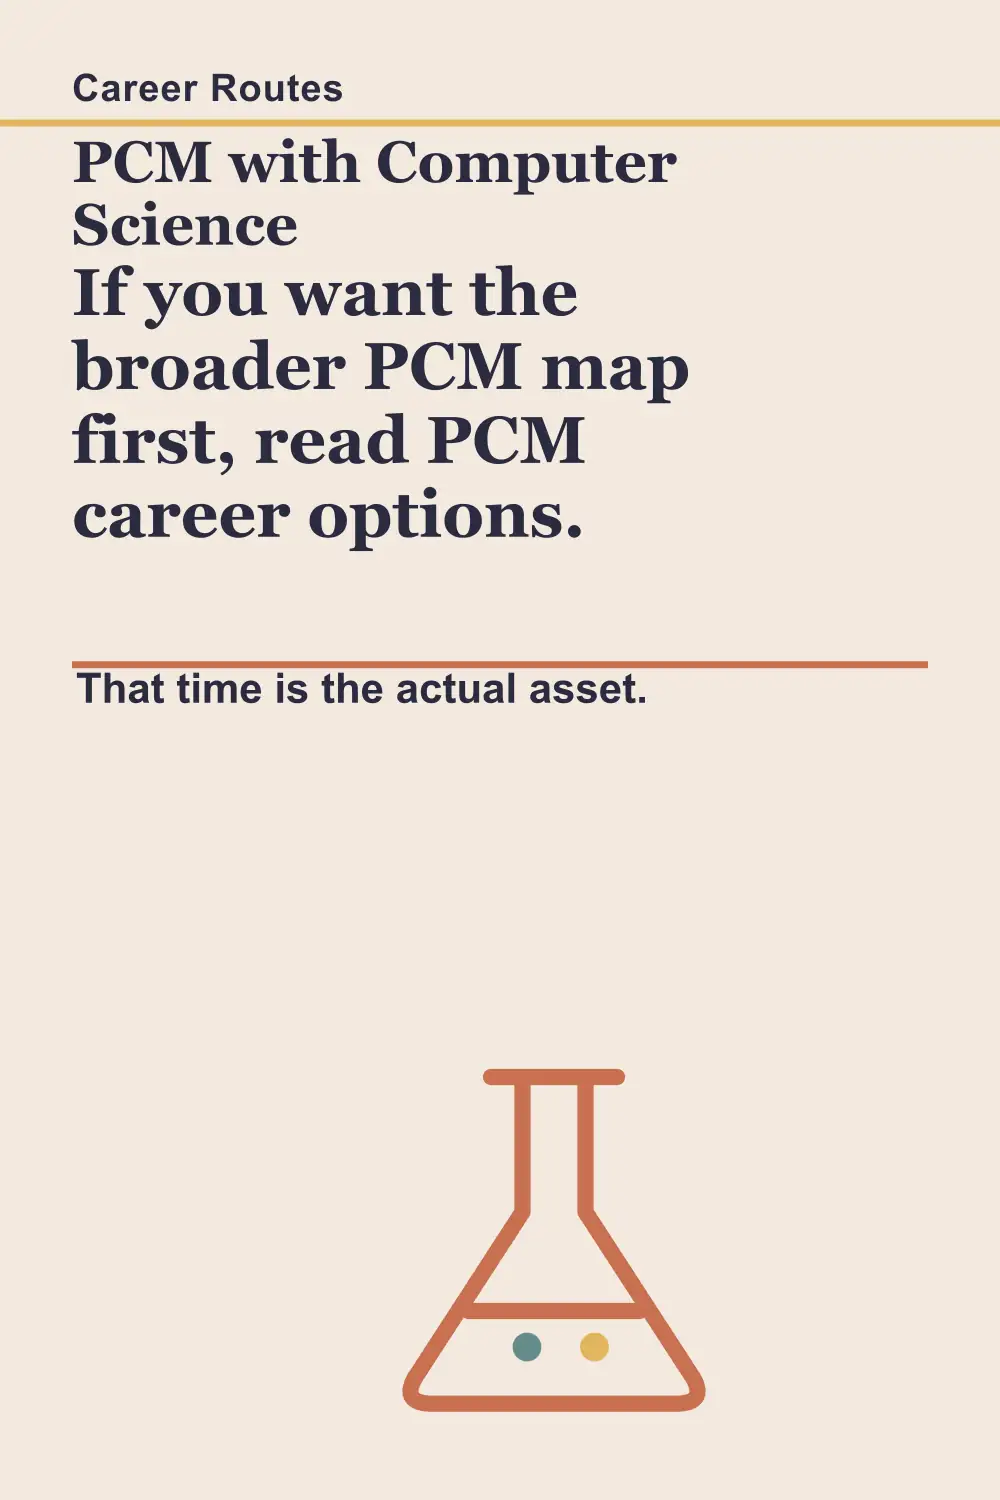 Career Routes
PCM with Computer
Science
If you want the
broader PCM map
first, read PCM
career options.
That time is the actual asset.